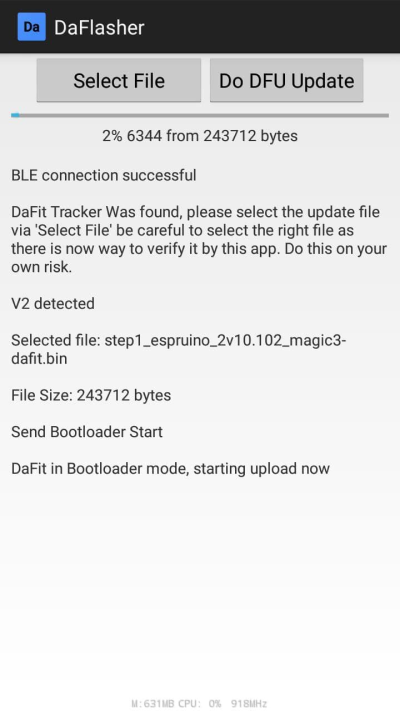 Da DaFlasher
Select File Do DFU Update
2% 6344 from 243712 bytes
BLE connection successful
DaFit Tracker Was found, please select the update file
via 'Select File' be careful to select the right file as
there is now way to verify it by this app. Do this on your
own risk.
V2 detected
Selected file: step1_espruino_2v10.102_magic3-
dafit.bin
File Size: 243712 bytes
Send Bootloader Start
DaFit in Bootloader mode, starting upload now
M:631MB CPU: 0% 918MHz